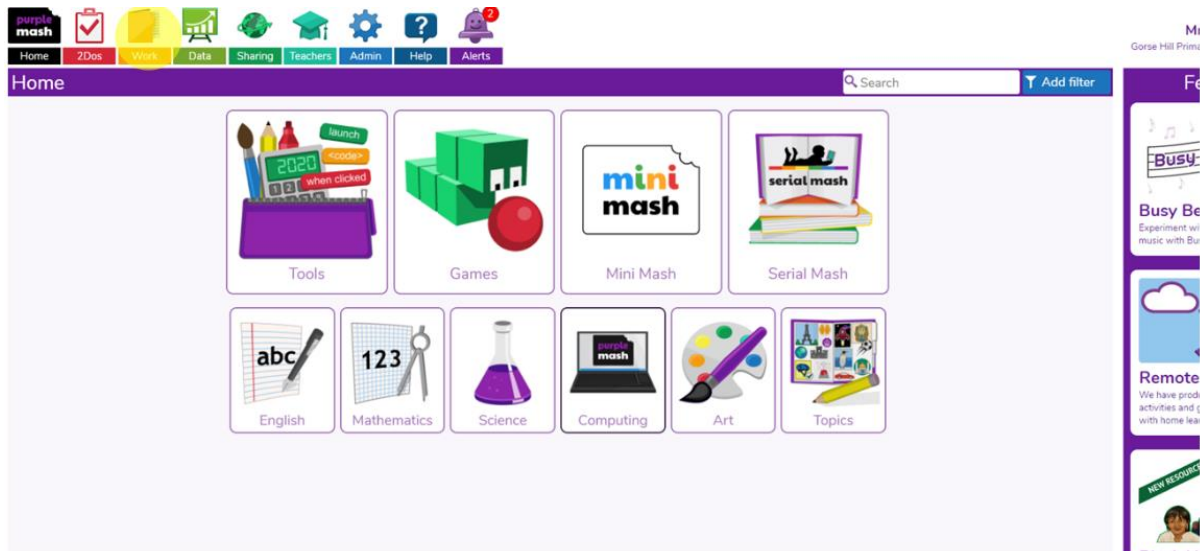 purple
mash
2
Home
2Dos
Work
Data
Sharing
Teachers
Admin
Help
Alerts
Gorse Hill Prima
Home
Search
Add filter
launch
2020
<code>
1 2
when clicked
Tools
Games
mini
mash
Mini Mash
serial mash
Serial Mash
abc
English
123
Mathematics
Science
purple
mash
Computing
Art
Topics
Busy
Busy Be
Experiment wi
music with Bu
Remote
We have prod
activities and g
with home lea
NEW RESOURCE